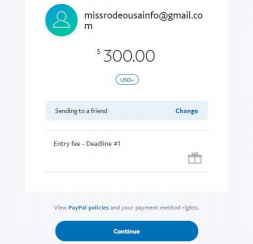 missrodeousainfo@gmail.co
m
$ 300.00
USD
Sending to a friend Change
Entry fee - Deadline #1
View PayPal policies and your payment method rights.
Continue